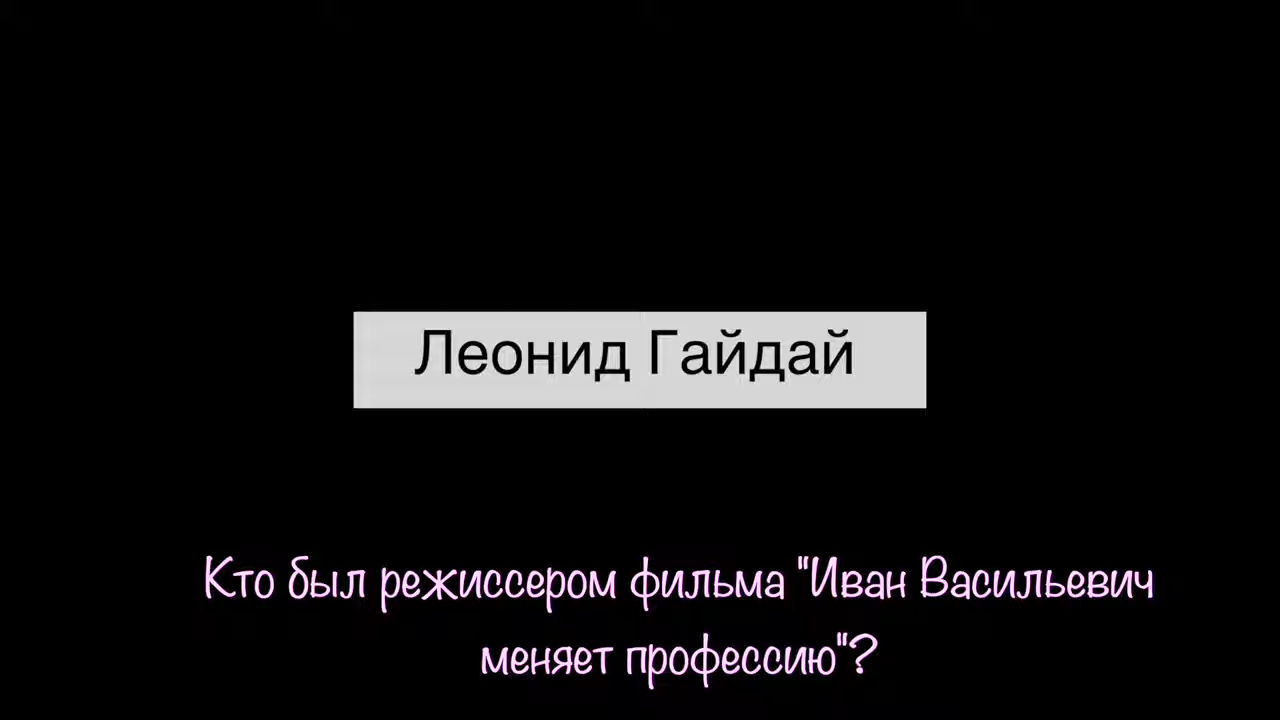 Леонид Гайдай
Кто был режиссером фильма "Иван Васильевич
меняет профессию"?